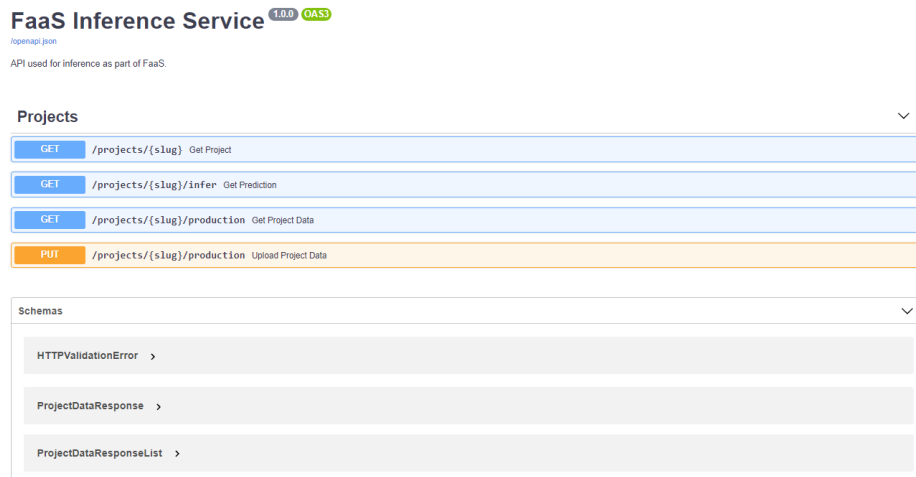 FaaS Inference Service 1.0.0 OAS3
/openapi.json
API used for inference as part of FaaS.
Projects
GET /projects/{slug} Get Project
GET /projects/{slug}/infer Get Prediction
GET /projects/{slug}/production Get Project Data
PUT /projects/{slug}/production Upload Project Data
Schemas
HTTPValidationError
ProjectDataResponse
ProjectDataResponseList